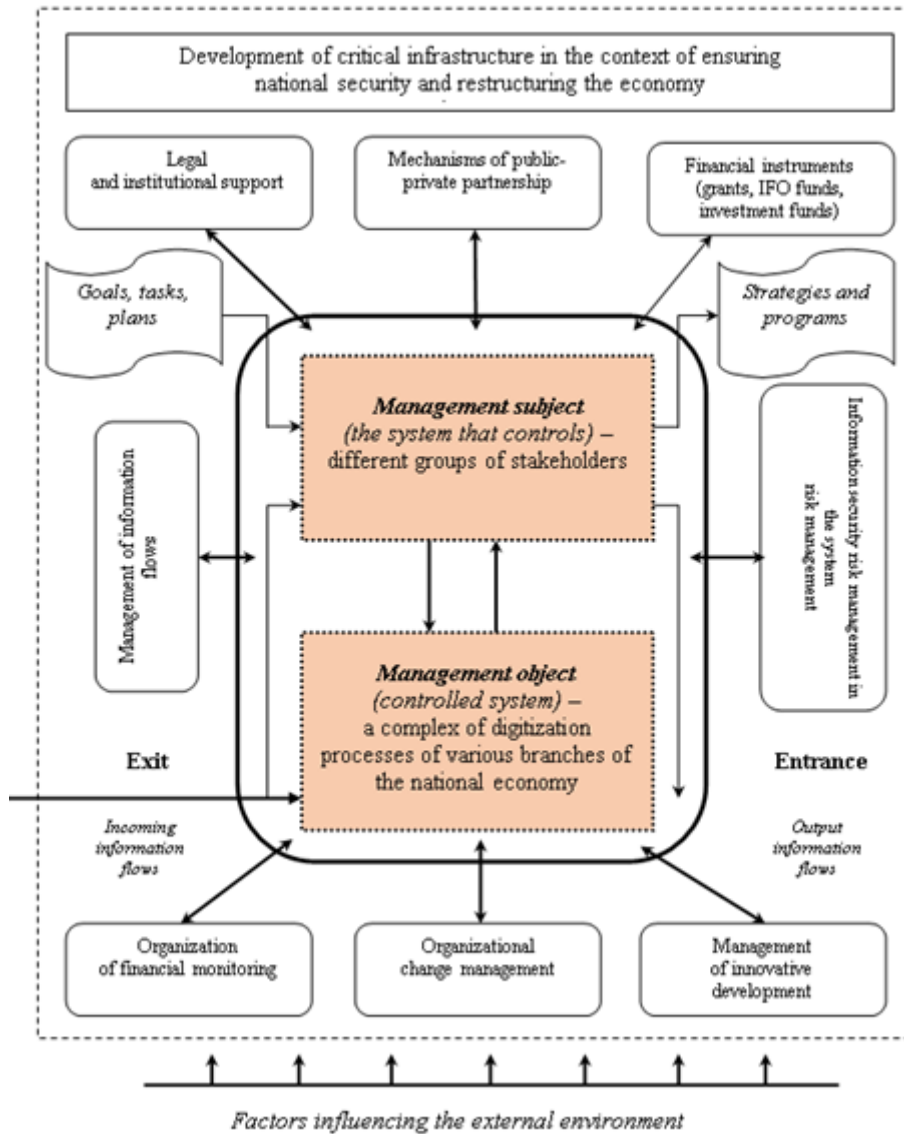 Development of critical infrastructure in the context of ensuring
national security and restructuring the economy
Legal
and institutional support
Mechanisms of public-
private partnership
Financial instruments
(grants, IFO funds,
investment funds)
Goals, tasks,
plans
Strategies and
programs
Management subject
(the system that controls) –
different groups of stakeholders
Management of information
flows
Information security risk management in
the system
risk management
Management object
(controlled system) –
a complex of digitization
processes of various branches of
the national economy
Exit
Entrance
Incoming
information
flows
Output
information
flows
Organization
of financial monitoring
Organizational
change management
Management
of innovative
development
Factors influencing the external environment